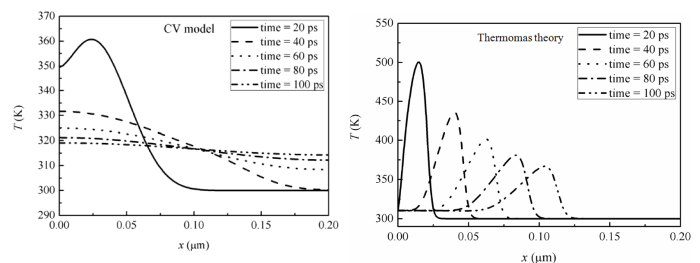 CV model
time = 20 ps
time = 40 ps
time = 60 ps
time = 80 ps
time = 100 ps
370
360
350
340
330
320
310
300
290
T (K)
0.00
0.05
0.10
0.15
0.20
x (μm)
Thermomas theory
time = 20 ps
time = 40 ps
time = 60 ps
time = 80 ps
time = 100 ps
550
500
450
400
350
300
T (K)
0.00
0.05
0.10
0.15
0.20
x (μm)